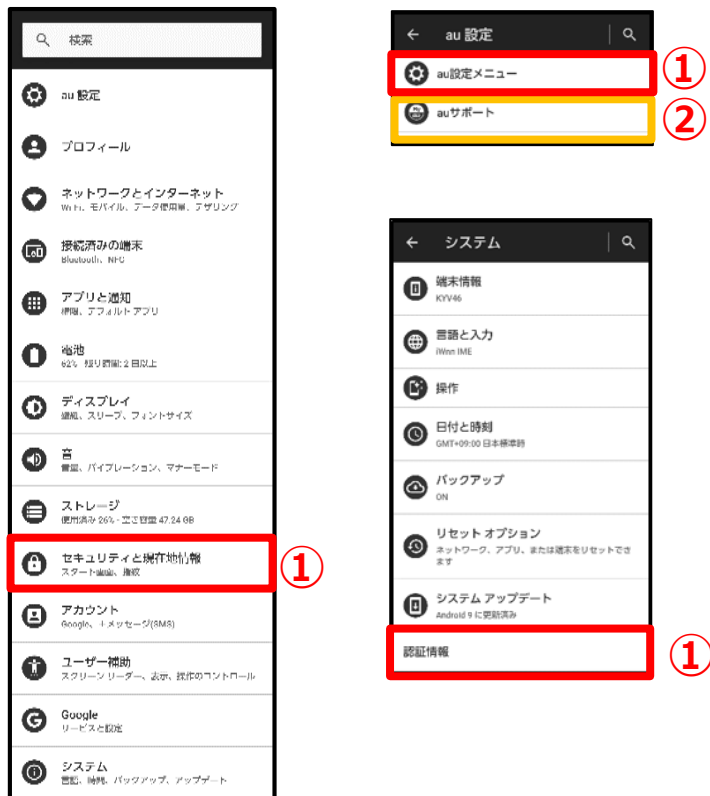 検索
au 設定
プロフィール
ネットワークとインターネット
Wi-Fi、モバイル、データ使用量、テザリング
接続済みの端末
Bluetooth、NFC
アプリと通知
権限、デフォルト アプリ
電池
62% - 残り時間: 2 日以上
ディスプレイ
壁紙、スリープ、フォントサイズ
音
音量、バイブレーション、マナーモード
ストレージ
使用済み 26% - 空き容量 47.24 GB
セキュリティと現在地情報
スタート画面、指紋
①
アカウント
Google、+メッセージ(SMS)
ユーザー補助
スクリーン リーダー、表示、操作のコントロール
Google
サービスと設定
システム
言語、時間、バックアップ、アップデート
au 設定
au設定メニュー
①
auサポート
②
システム
端末情報
KYV46
言語と入力
iWnn IME
操作
日付と時刻
GMT+09:00 日本標準時
バックアップ
ON
リセット オプション
ネットワーク、アプリ、または端末をリセットでき
ます
システム アップデート
Android 9 に更新済み
認証情報
①